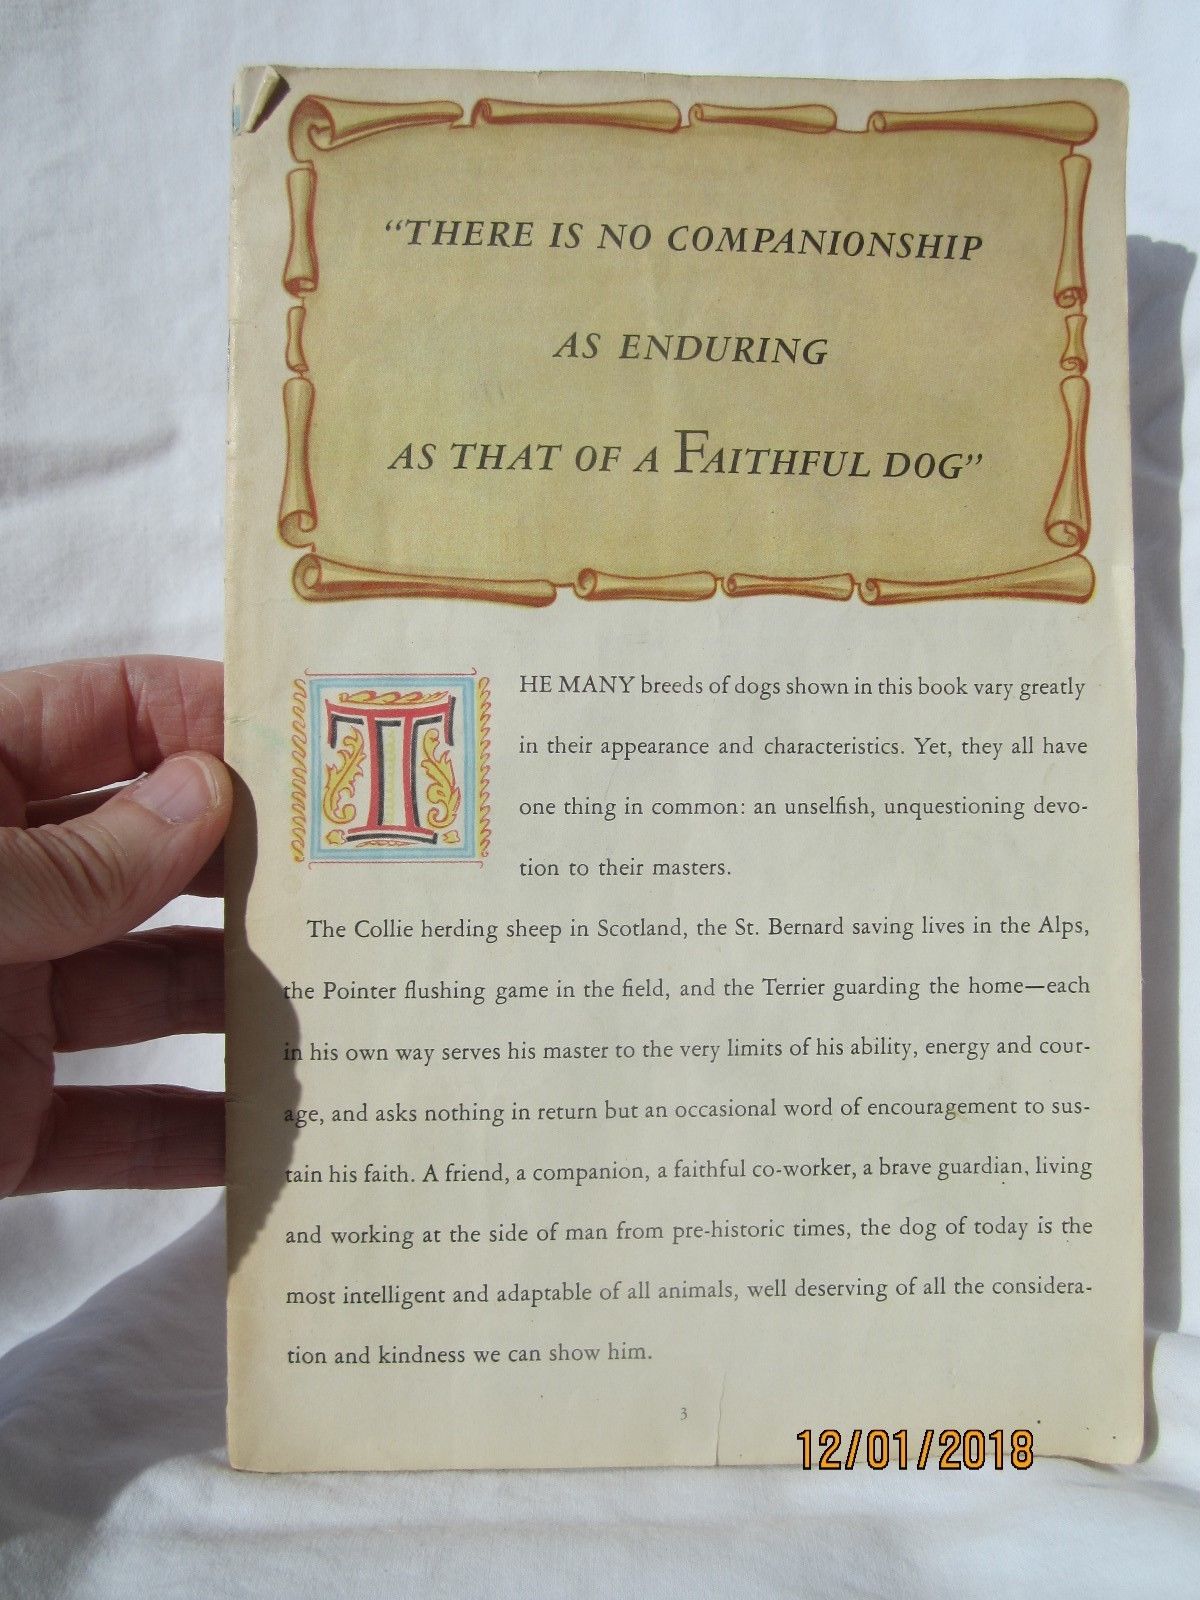 “THERE IS NO COMPANIONSHIP
AS ENDURING
AS THAT OF A FAITHFUL DOG”
THE MANY breeds of dogs shown in this book vary greatly
in their appearance and characteristics. Yet, they all have
one thing in common: an unselfish, unquestioning devo-
tion to their masters.
The Collie herding sheep in Scotland, the St. Bernard saving lives in the Alps,
the Pointer flushing game in the field, and the Terrier guarding the home—each
in his own way serves his master to the very limits of his ability, energy and cour-
age, and asks nothing in return but an occasional word of encouragement to sus-
tain his faith. A friend, a companion, a faithful co-worker, a brave guardian, living
and working at the side of man from pre-historic times, the dog of today is the
most intelligent and adaptable of all animals, well deserving of all the considera-
tion and kindness we can show him.
3
12/01/2018